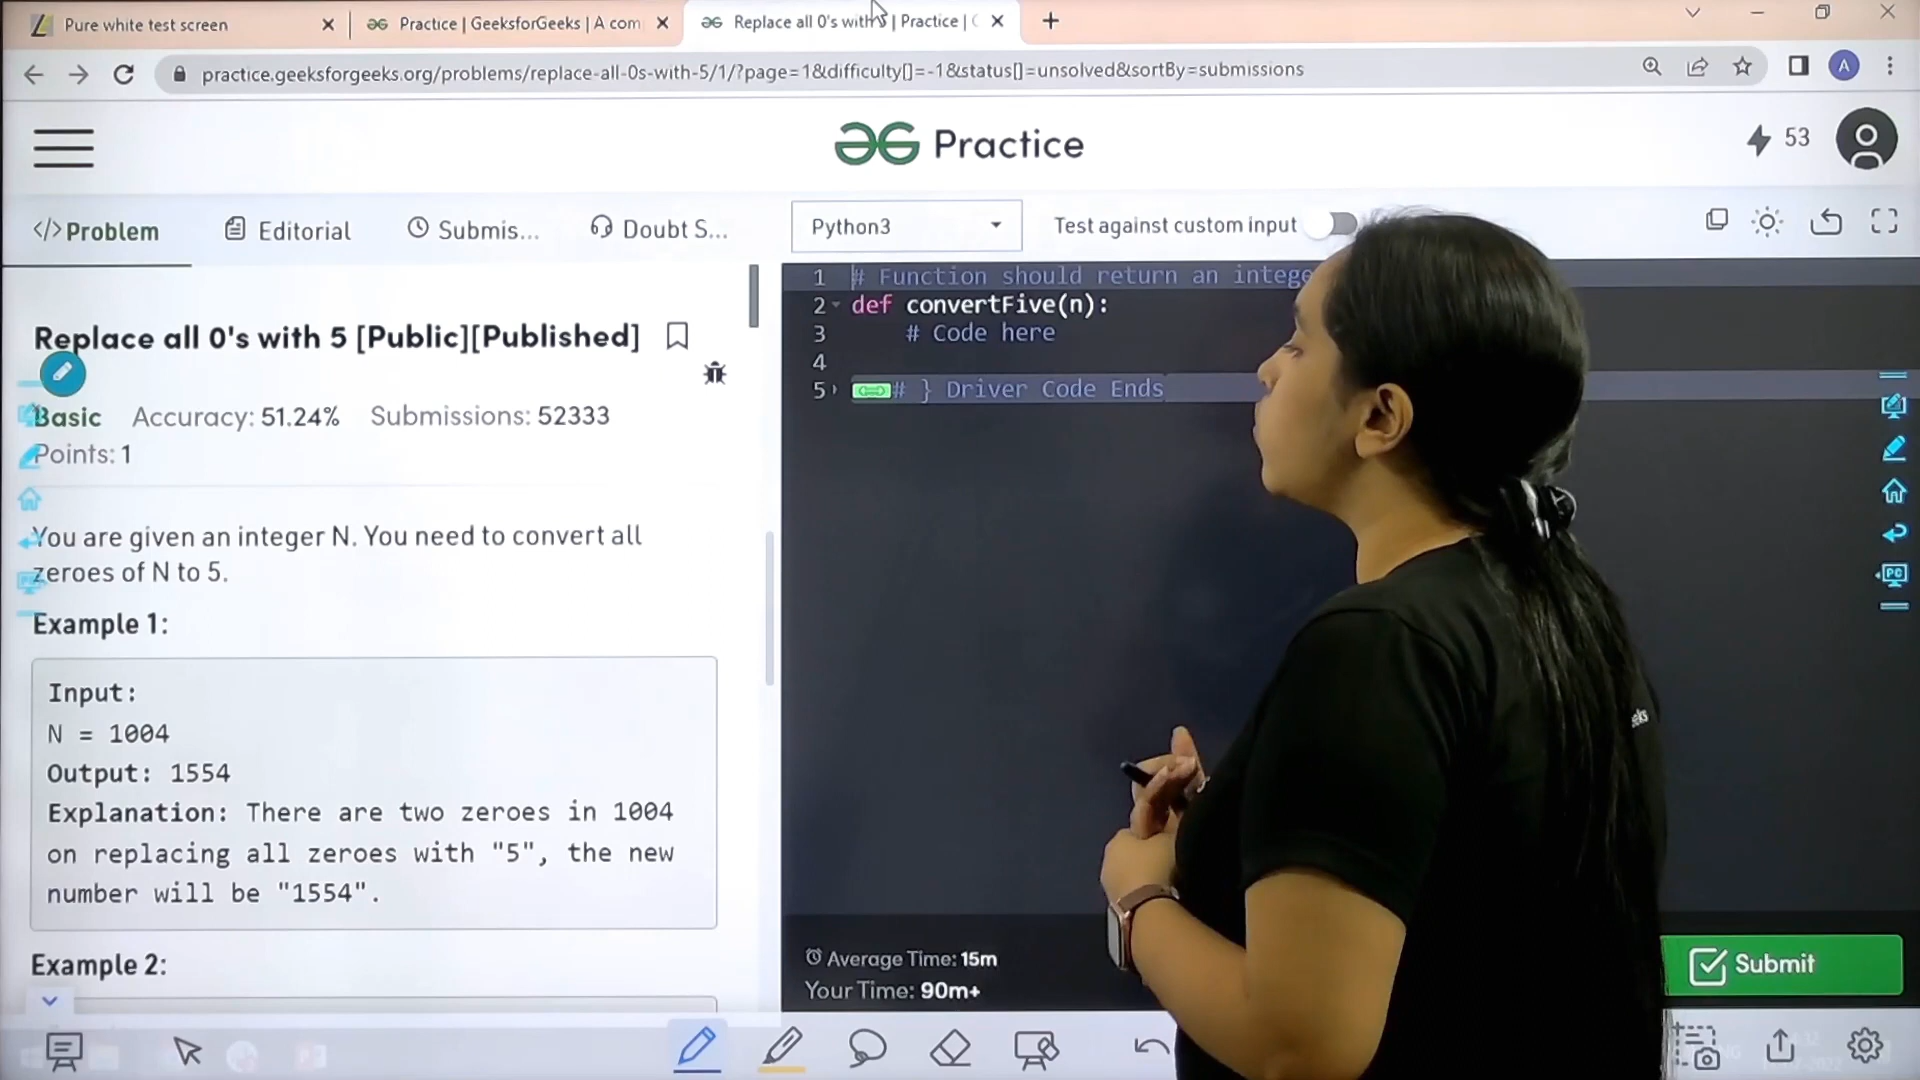 Pure white test screen
Practice | GeeksforGeeks | A com
Replace all 0's with 5 | Practice |
practice.geeksforgeeks.org/problems/replace-all-0s-with-5/1/?page=1&difficulty[]=-1&status[]=unsolved&sortBy=submissions
A
Practice
53
</>Problem
Editorial
Submis...
Doubt S...
Python3
Test against custom input
Replace all 0's with 5 [Public][Published]
Basic Accuracy: 51.24% Submissions: 52333
Points: 1
You are given an integer N. You need to convert all
zeroes of N to 5.
Example 1:
Input:
N = 1004
Output: 1554
Explanation: There are two zeroes in 1004
on replacing all zeroes with "5", the new
number will be "1554".
Example 2:
1 # Function should return an intege
2 def convertFive(n):
3 # Code here
4
5 # } Driver Code Ends
PC
eks
Average Time: 15m
Your Time: 90m+
Submit